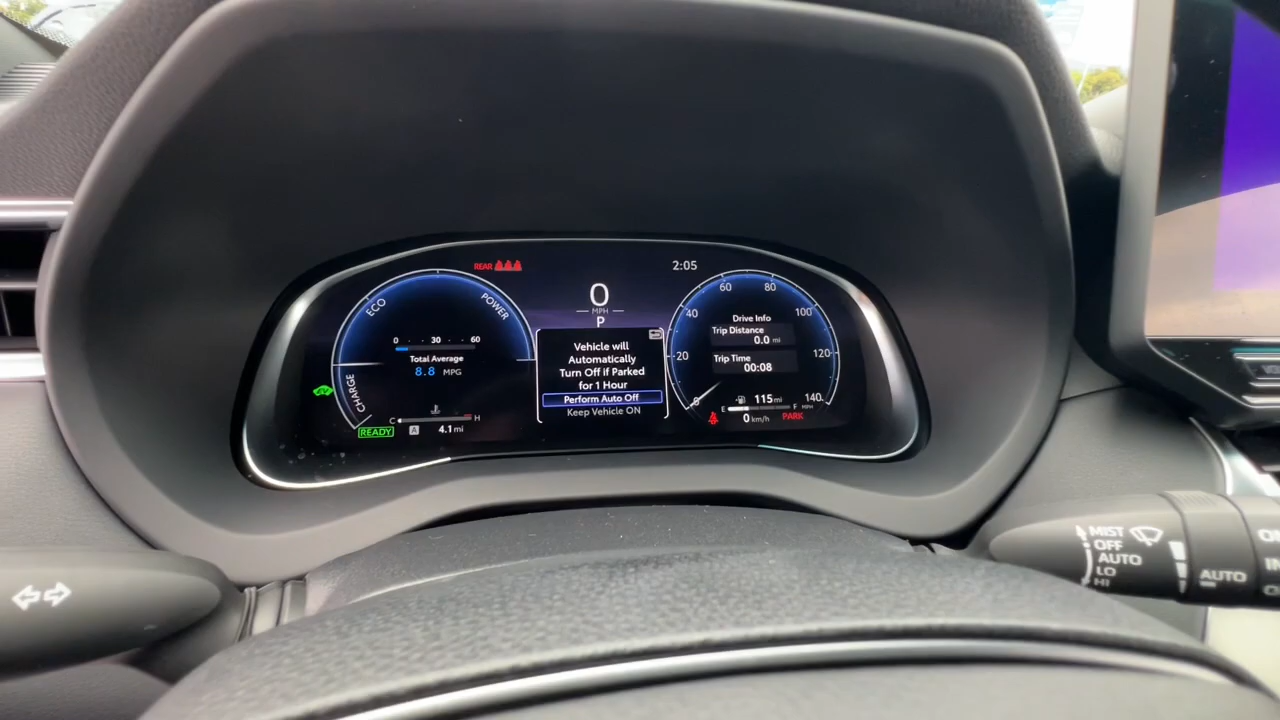 REAR
2:05
0
MPH
P
ECO
POWER
CHARGE
0 30 60
Total Average
8.8 MPG
READY
C H
A 4.1 mi
Vehicle will
Automatically
Turn Off if Parked
for 1 Hour
Perform Auto Off
Keep Vehicle ON
0 20 40 60 80 100 120 140
MPH
Drive Info
Trip Distance
0.0 mi
Trip Time
00:08
115 mi
E F
0 km/h
PARK
EV
MIST
OFF
AUTO
LO
HI
AUTO